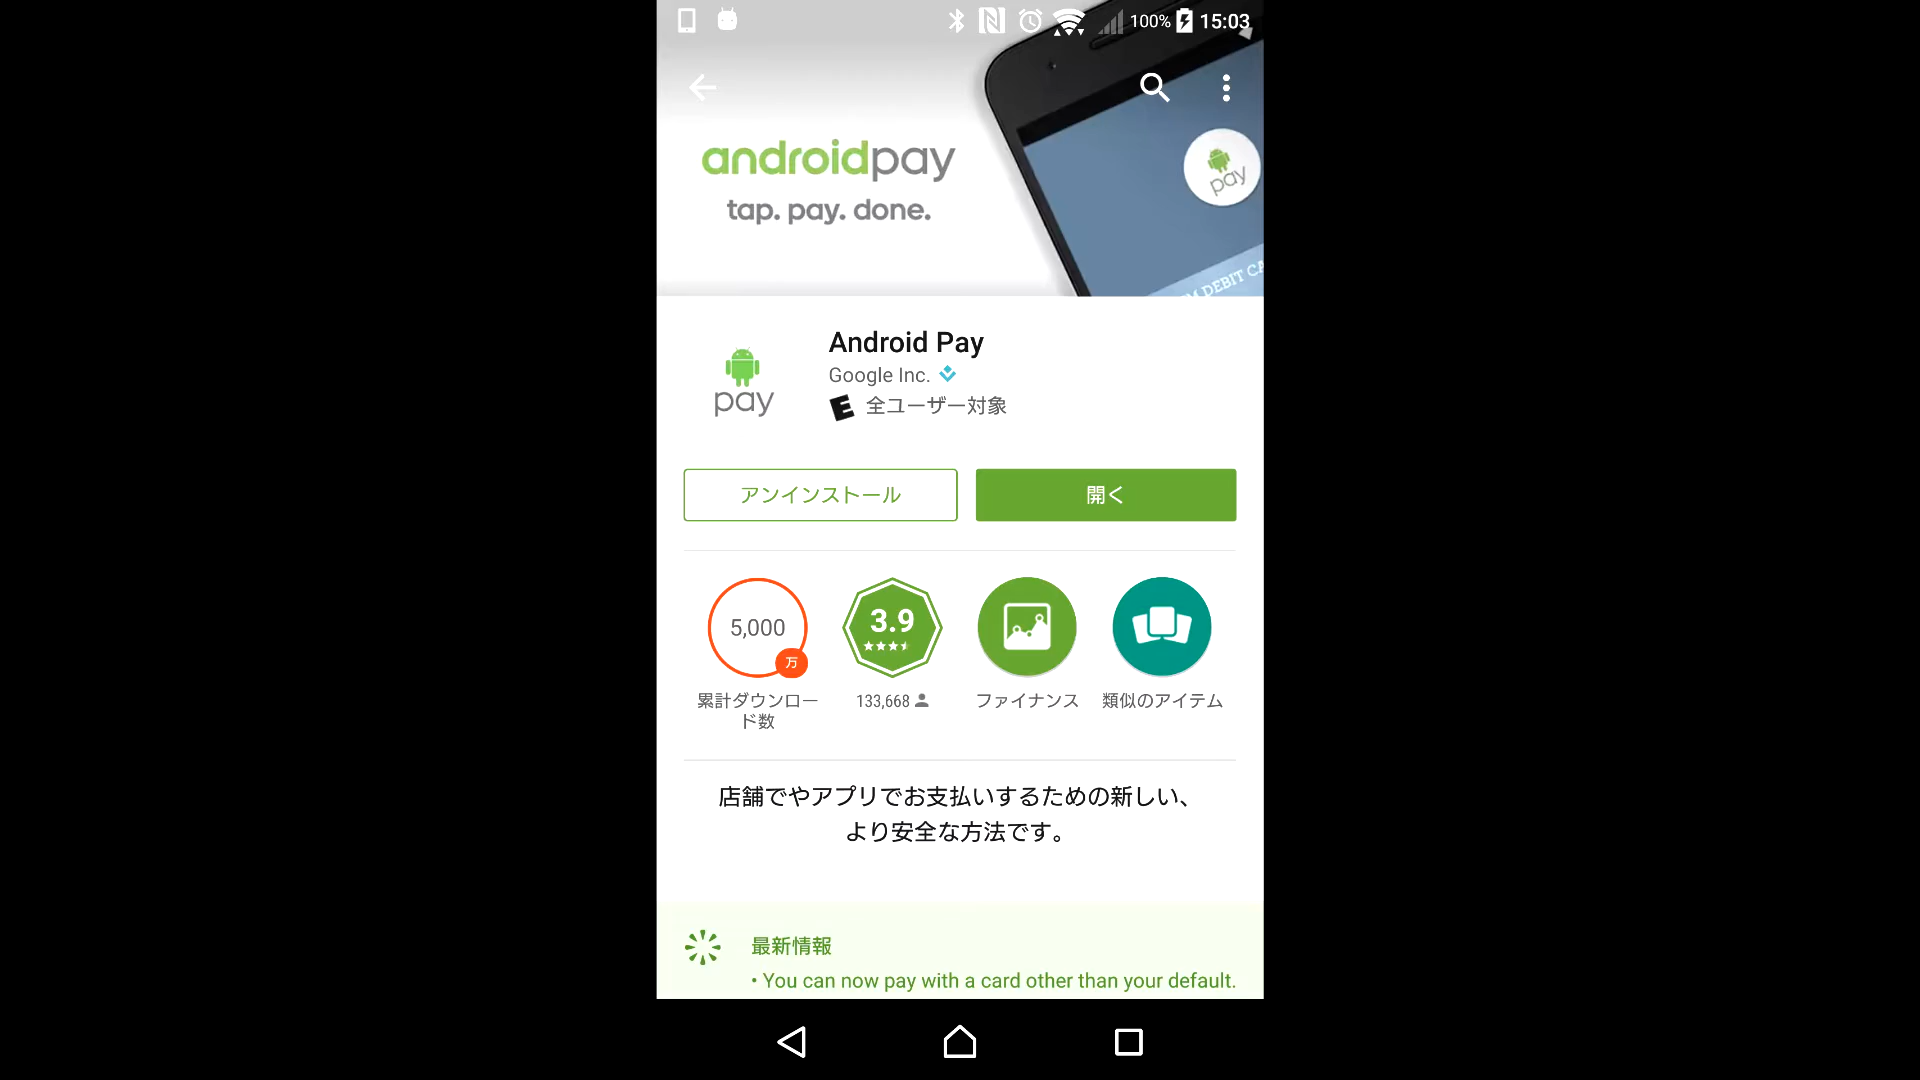 100% 15:03
androidpay
tap. pay. done.
pay
DEBIT
Android Pay
Google Inc.
全ユーザー対象
pay
アンインストール
開く
5,000
万
3.9
累計ダウンロー
ド数
133,668
ファイナンス
類似のアイテム
店舗でやアプリでお支払いするための新しい、
より安全な方法です。
最新情報
• You can now pay with a card other than your default.